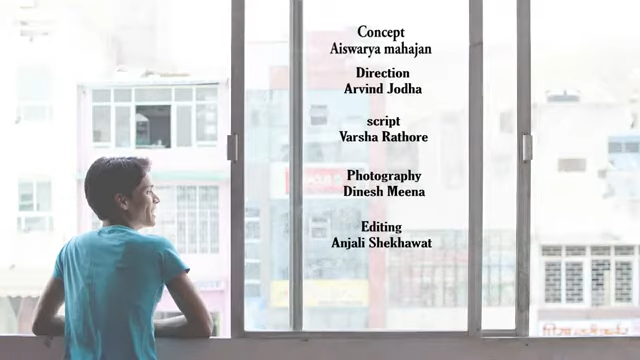 Concept
Aiswarya mahajan
Direction
Arvind Jodha
script
Varsha Rathore
Photography
Dinesh Meena
Editing
Anjali Shekhawat